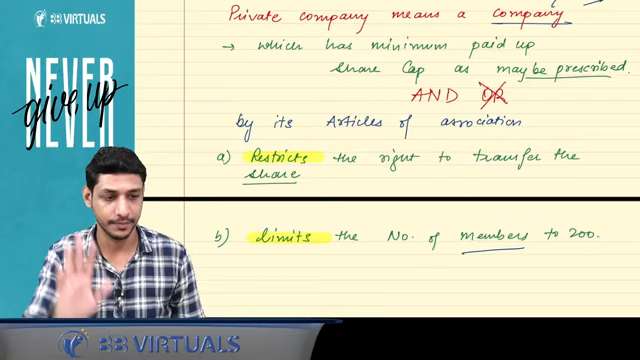 BB VIRTUALS
NEVER
give up
NEVER
Private company means a company
→ which has minimum paid up
share Cap as may be prescribed.
AND OR
by its Articles of association
a) Restricts the right to transfer the
share
b) limits the No. of members to 200.
BB VIRTUALS